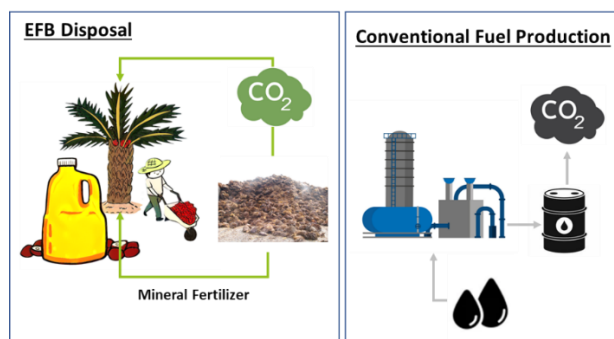 EFB Disposal
CO2
Mineral Fertilizer
Conventional Fuel Production
CO2